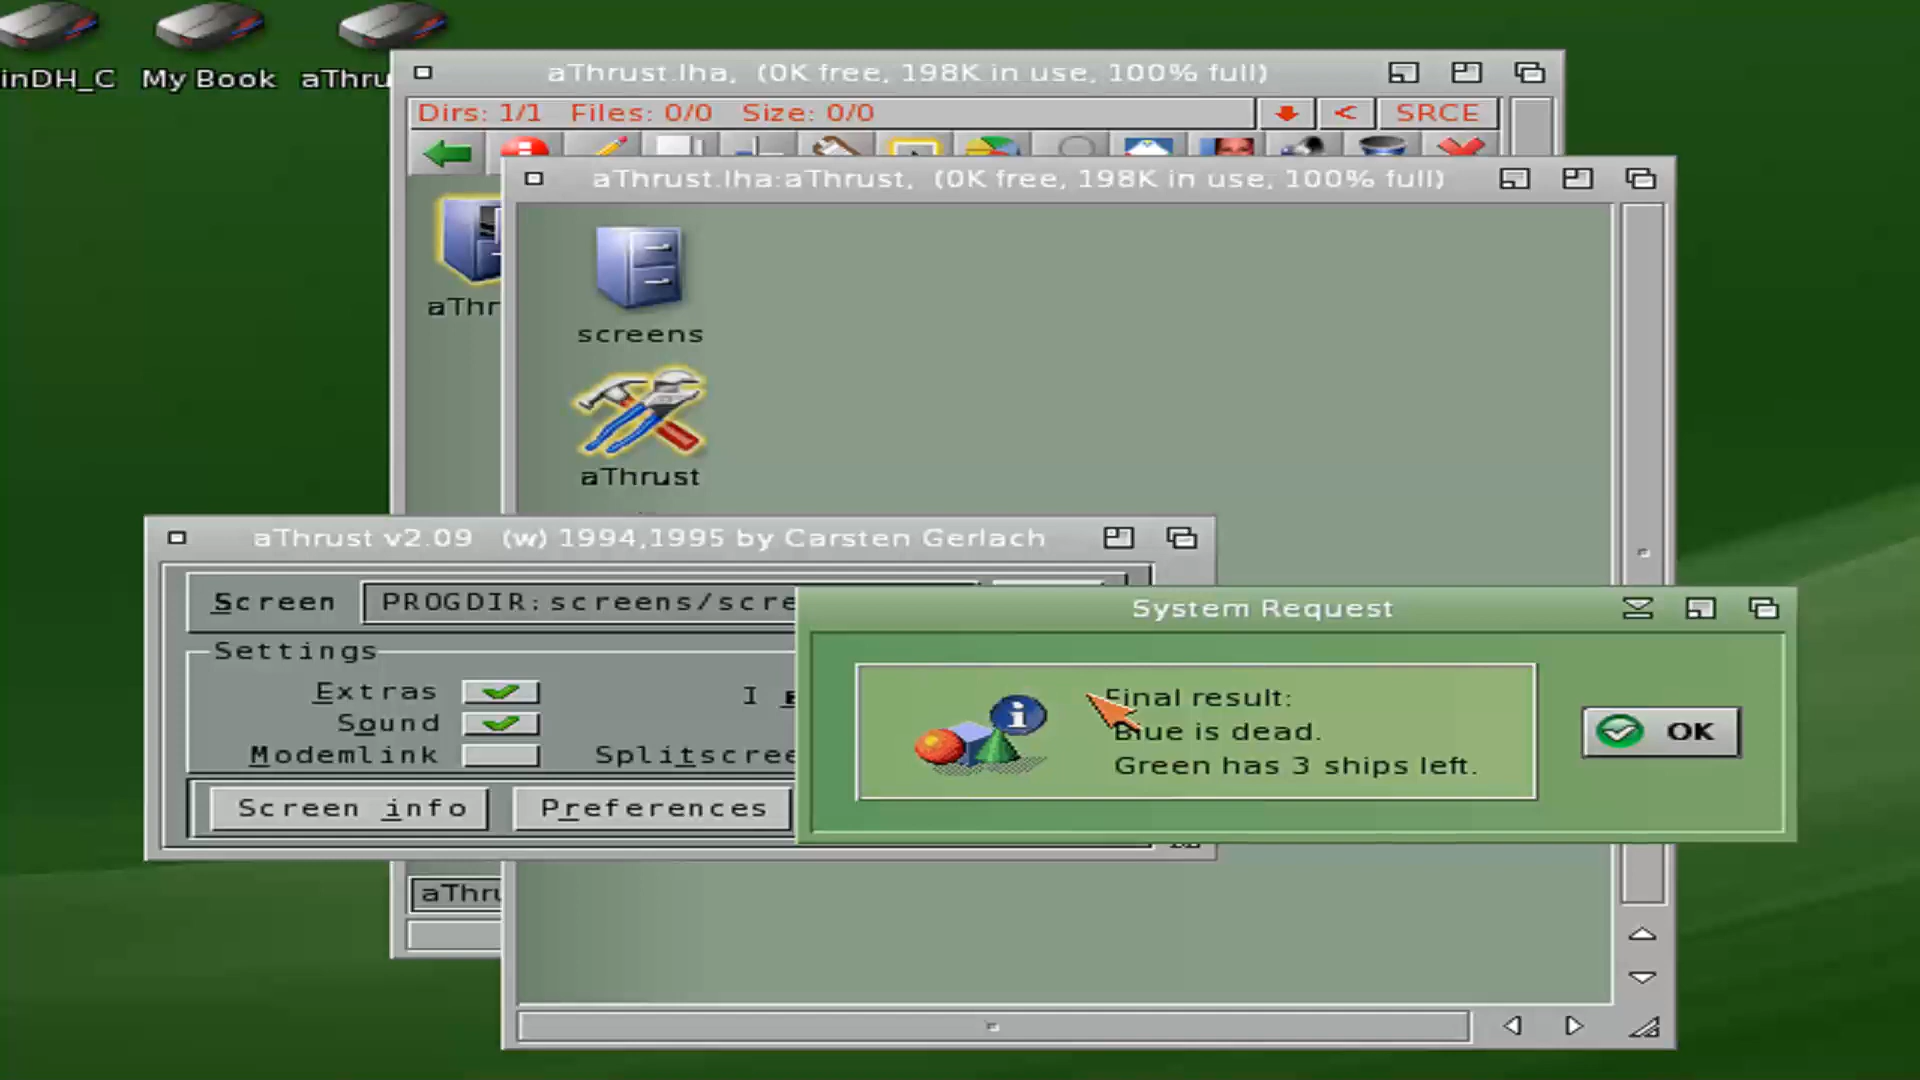 inDH_C
My Book
aThru
aThrust.lha, (0K free, 198K in use, 100% full)
Dirs: 1/1 Files: 0/0 Size: 0/0
< SRCE
aThrust.lha:aThrust, (0K free, 198K in use, 100% full)
aThr
screens
aThrust
aThrust v2.09 (w) 1994,1995 by Carsten Gerlach
Screen PROGDIR:screens/scre
Settings
Extras
I
Sound
Modemlink
Splitscree
Screen info
Preferences
System Request
Final result:
Blue is dead.
Green has 3 ships left.
OK
aThru